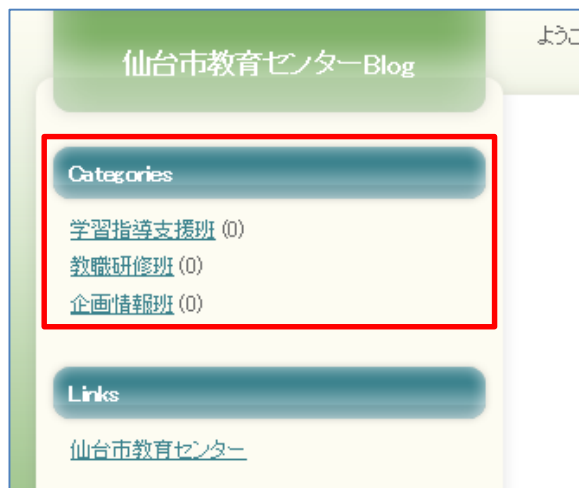 仙台市教育センターBlog
ようこ
Categories
学習指導支援班 (0)
教職研修班 (0)
企画情報班 (0)
Links
仙台市教育センター